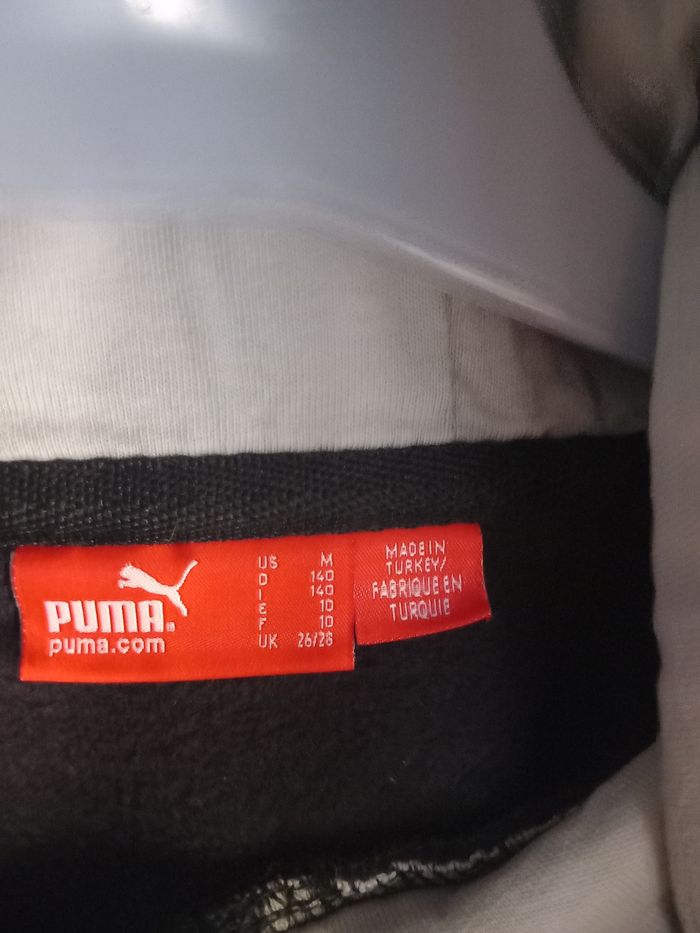 PUMA®
puma.com
US M
D 140
I 140
E 10
F 10
UK 26/28
MADE IN
TURKEY/
FABRIQUE EN
TURQUIE